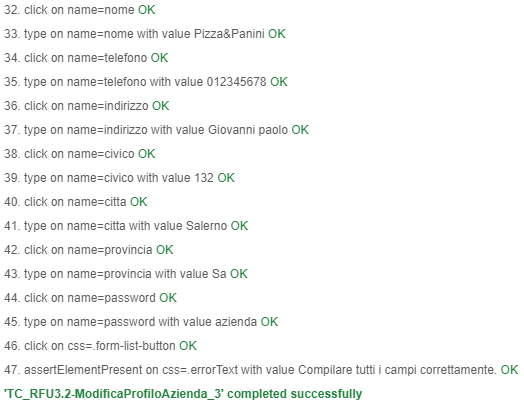 32. click on name=nome OK
33. type on name=nome with value Pizza&Panini OK
34. click on name=telefono OK
35. type on name=telefono with value 012345678 OK
36. click on name=indirizzo OK
37. type on name=indirizzo with value Giovanni paolo OK
38. click on name=civico OK
39. type on name=civico with value 132 OK
40. click on name=citta OK
41. type on name=citta with value Salerno OK
42. click on name=provincia OK
43. type on name=provincia with value Sa OK
44. click on name=password OK
45. type on name=password with value azienda OK
46. click on css=.form-list-button OK
47. assertElementPresent on css=.errorText with value Compilare tutti i campi correttamente. OK
'TC_RFU3.2-ModificaProfiloAzienda_3' completed successfully